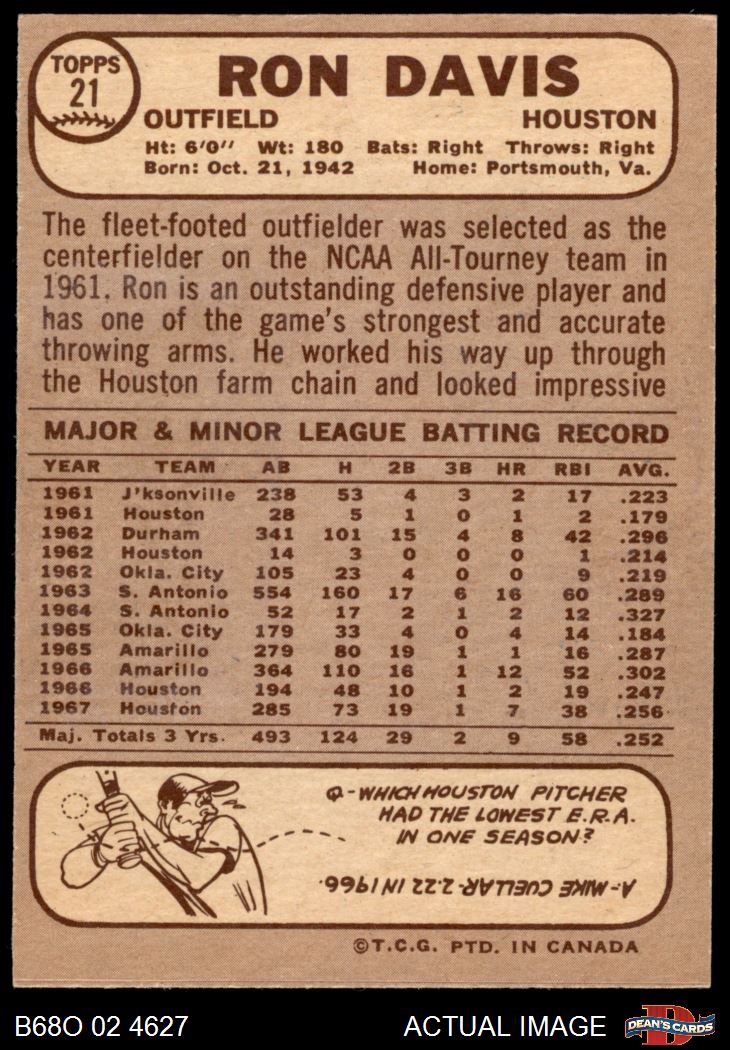 TOPPS
21
RON DAVIS
OUTFIELD HOUSTON
Ht: 6'0" Wt: 180 Bats: Right Throws: Right
Born: Oct. 21, 1942 Home: Portsmouth, Va.
The fleet-footed outfielder was selected as the
centerfielder on the NCAA All-Tourney team in
1961. Ron is an outstanding defensive player and
has one of the game's strongest and accurate
throwing arms. He worked his way up through
the Houston farm chain and looked impressive
MAJOR & MINOR LEAGUE BATTING RECORD
YEAR TEAM AB H 2B 3B HR RBI AVG.
1961 J'ksonville 238 53 4 3 2 17 .223
1961 Houston 28 5 1 0 1 2 .179
1962 Durham 341 101 15 4 8 42 .296
1962 Houston 14 3 0 0 0 1 .214
1962 Okla. City 105 23 4 0 0 9 .219
1963 S. Antonio 554 160 17 6 16 60 .289
1964 S. Antonio 52 17 2 1 2 12 .327
1965 Okla. City 179 33 4 0 4 14 .184
1965 Amarillo 279 80 19 1 1 16 .287
1966 Amarillo 364 110 16 1 12 52 .302
1966 Houston 194 48 10 1 2 19 .247
1967 Houston 285 73 19 1 7 38 .256
Maj. Totals 3 Yrs. 493 124 29 2 9 58 .252
Q-WHICH HOUSTON PITCHER
HAD THE LOWEST E.R.A.
IN ONE SEASON?
A-MIKE CUELLAR-2.22 IN 1966.
©T.C.G. PTD. IN CANADA
B68O 02 4627 ACTUAL IMAGE DEAN'S CARDS